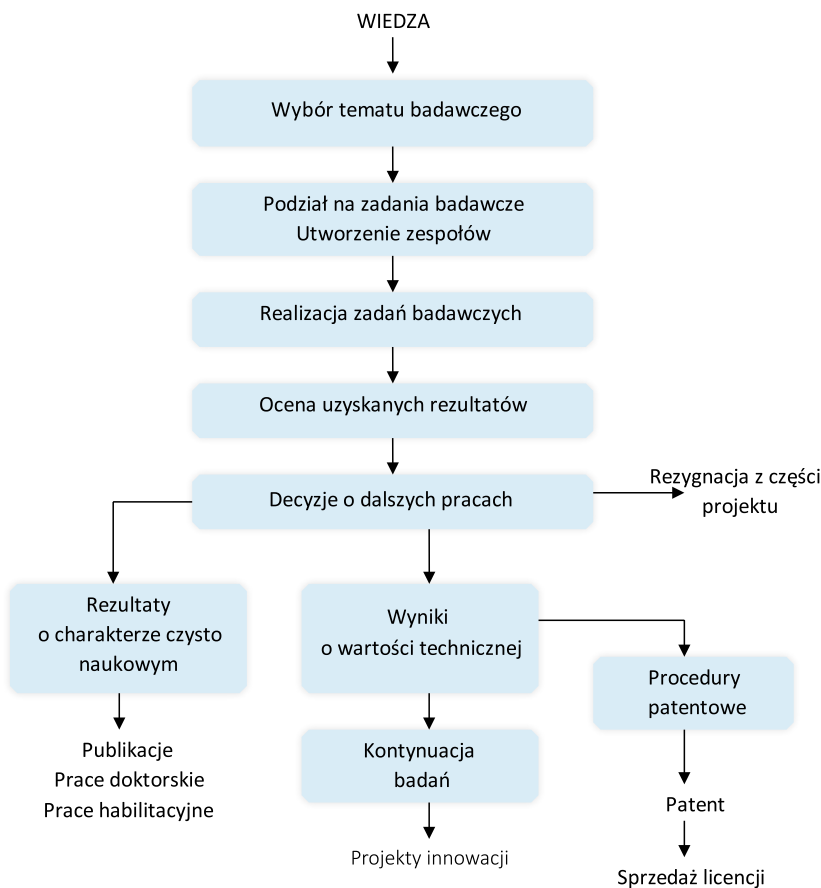 WIEDZA
Wybór tematu badawczego
Podział na zadania badawcze
Utworzenie zespołów
Realizacja zadań badawczych
Ocena uzyskanych rezultatów
Decyzje o dalszych pracach
Rezygnacja z części
projektu
Rezultaty
o charakterze czysto
naukowym
Publikacje
Prace doktorskie
Prace habilitacyjne
Wyniki
o wartości technicznej
Kontynuacja
badań
Projekty innowacji
Procedury
patentowe
Patent
Sprzedaż licencji